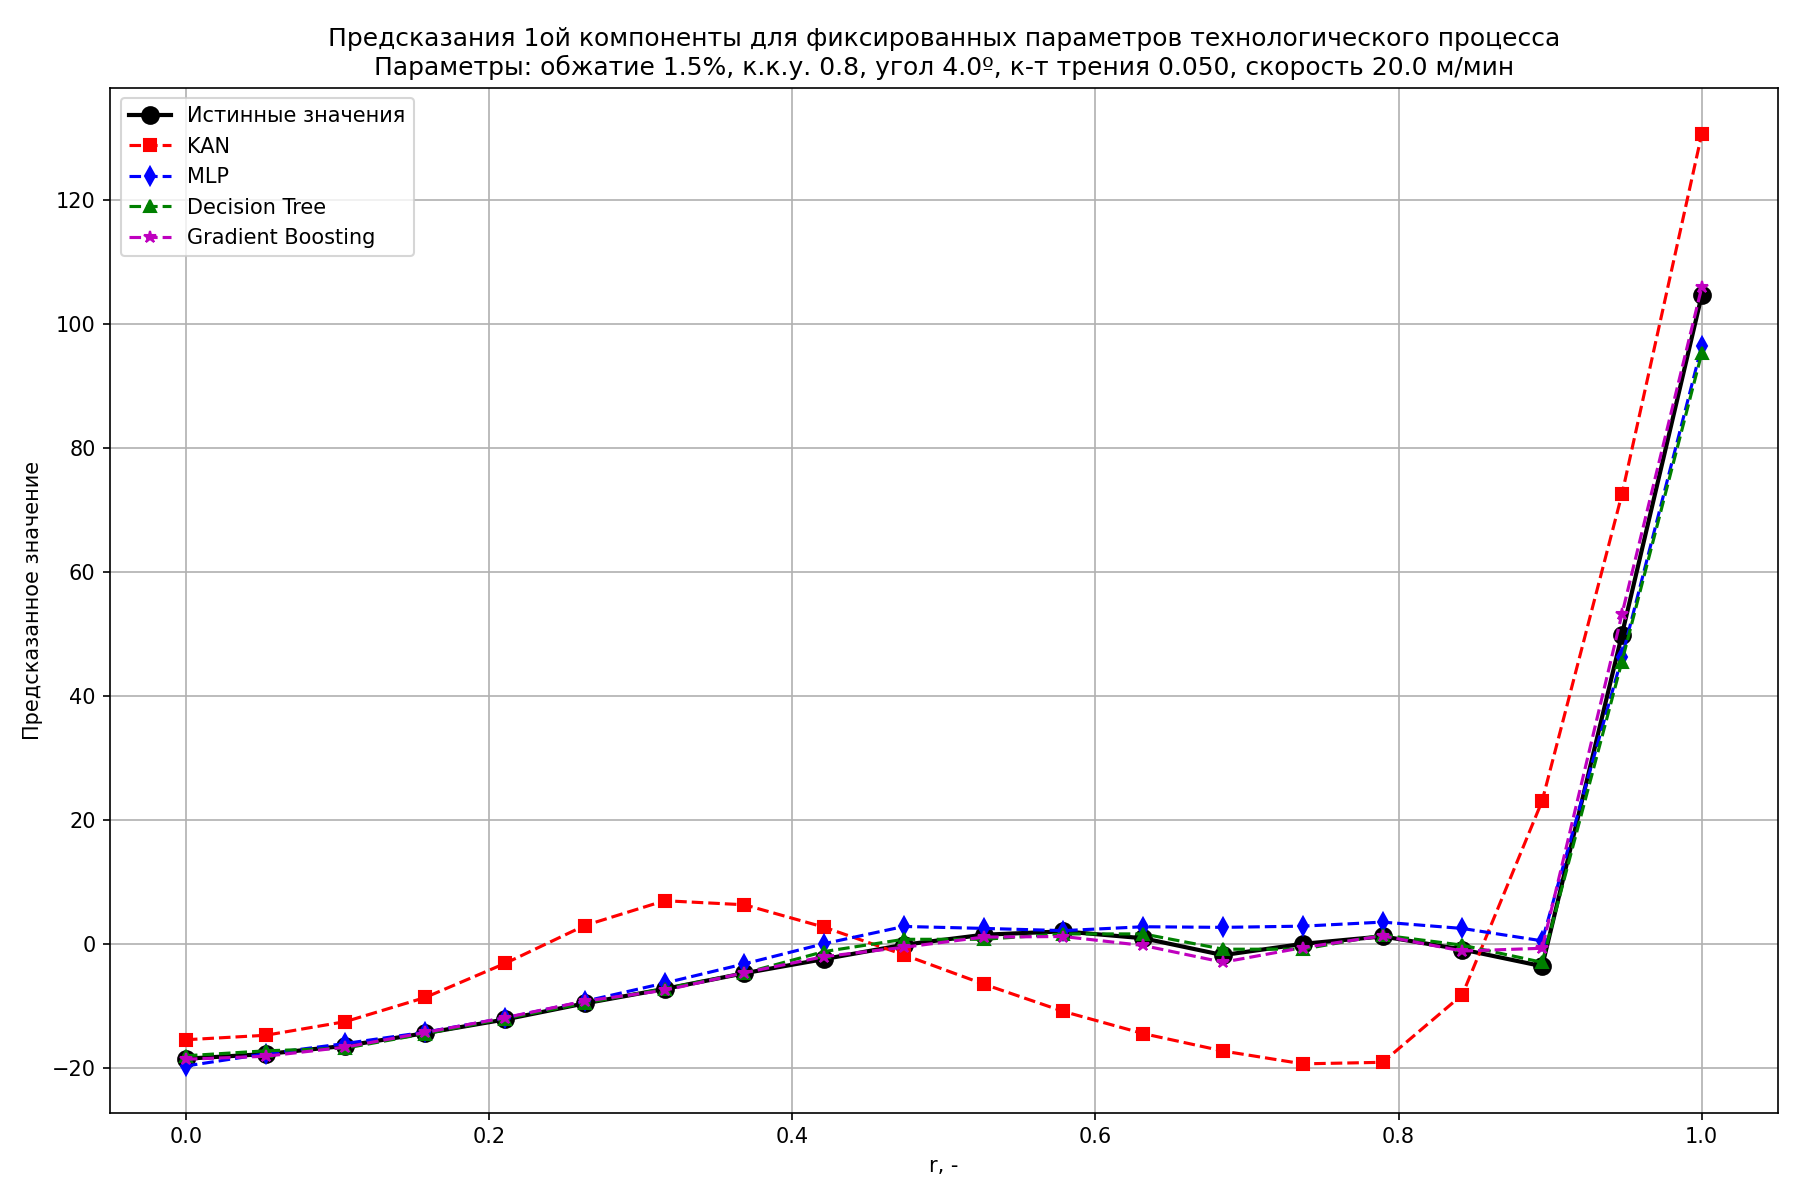 Предсказания 1ой компоненты для фиксированных параметров технологического процесса
Параметры: обжатие 1.5%, к.к.у. 0.8, угол 4.0º, к-т трения 0.050, скорость 20.0 м/мин
Истинные значения
KAN
MLP
Decision Tree
Gradient Boosting
Предсказанное значение
120
100
80
60
40
20
0
−20
0.0
0.2
0.4
0.6
0.8
1.0
r, -